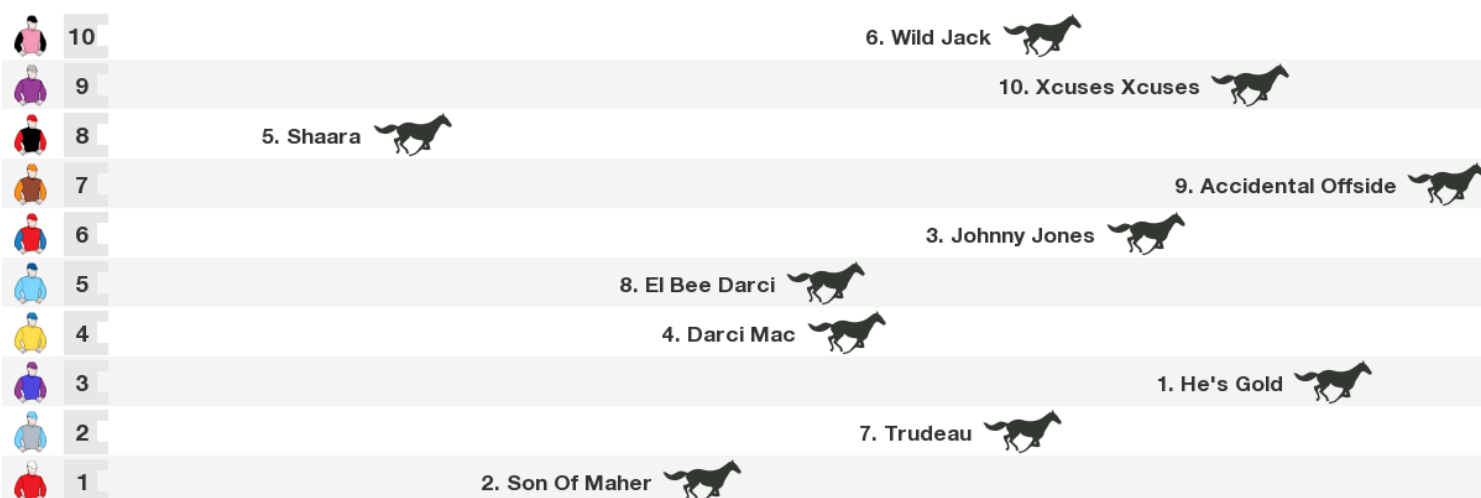 10 6. Wild Jack
9 10. Xcuses Xcuses
8 5. Shaara
7 9. Accidental Offside
6 3. Johnny Jones
5 8. El Bee Darci
4 4. Darci Mac
3 1. He's Gold
2 7. Trudeau
1 2. Son Of Maher